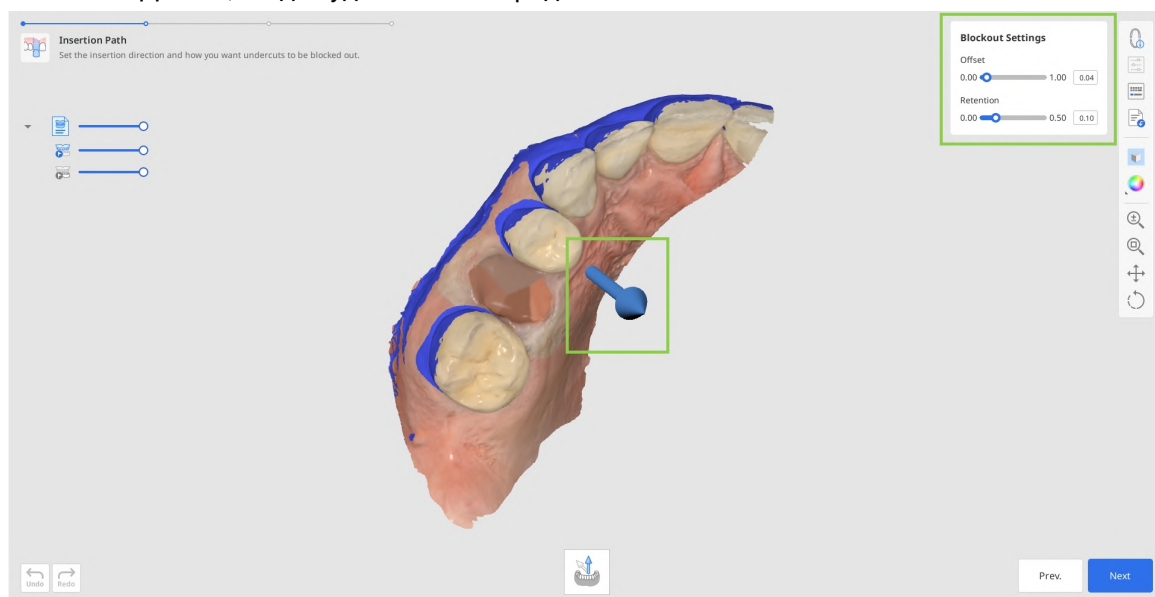 Insertion Path
Set the insertion direction and how you want undercuts to be blocked out.
Blockout Settings
Offset
0.00 1.00 0.04
Retention
0.00 0.50 0.10
Undo Redo
Prev. Next